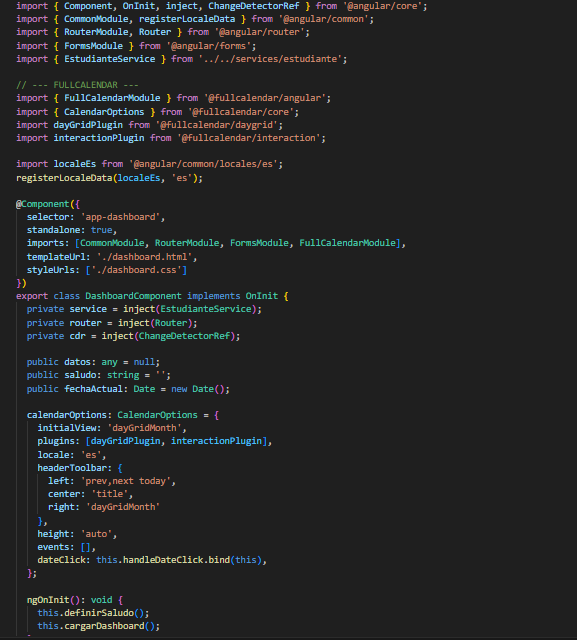 import { Component, OnInit, inject, ChangeDetectorRef } from '@angular/core';
import { CommonModule, registerLocaleData } from '@angular/common';
import { RouterModule, Router } from '@angular/router';
import { FormsModule } from '@angular/forms';
import { EstudianteService } from '../../services/estudiante';

// --- FULLCALENDAR ---
import { FullCalendarModule } from '@fullcalendar/angular';
import { CalendarOptions } from '@fullcalendar/core';
import dayGridPlugin from '@fullcalendar/daygrid';
import interactionPlugin from '@fullcalendar/interaction';

import localeEs from '@angular/common/locales/es';
registerLocaleData(localeEs, 'es');

@Component({
  selector: 'app-dashboard',
  standalone: true,
  imports: [CommonModule, RouterModule, FormsModule, FullCalendarModule],
  templateUrl: './dashboard.html',
  styleUrls: ['./dashboard.css']
})
export class DashboardComponent implements OnInit {
  private service = inject(EstudianteService);
  private router = inject(Router);
  private cdr = inject(ChangeDetectorRef);

  public datos: any = null;
  public saludo: string = '';
  public fechaActual: Date = new Date();

  calendarOptions: CalendarOptions = {
    initialView: 'dayGridMonth',
    plugins: [dayGridPlugin, interactionPlugin],
    locale: 'es',
    headerToolbar: {
      left: 'prev,next today',
      center: 'title',
      right: 'dayGridMonth'
    },
    height: 'auto',
    events: [],
    dateClick: this.handleDateClick.bind(this),
  };

  ngOnInit(): void {
    this.definirSaludo();
    this.cargarDashboard();